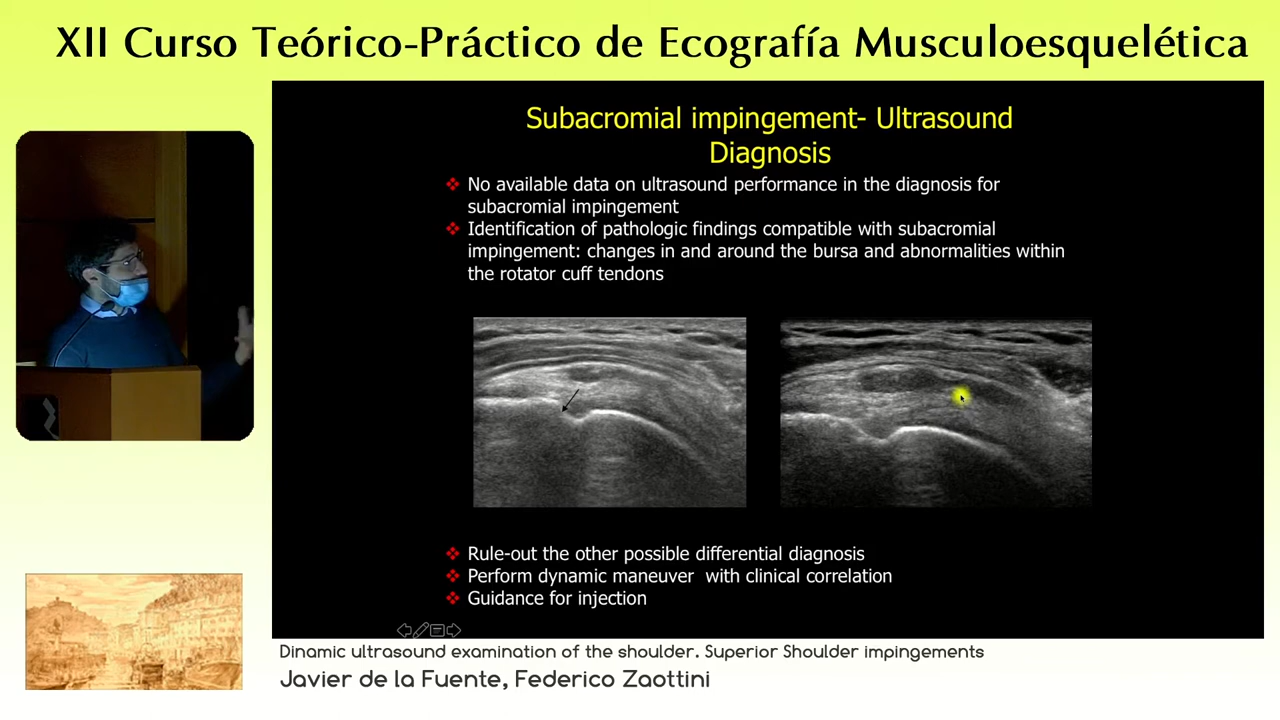 XII Curso Teórico-Práctico de Ecografía Musculoesquelética
Subacromial impingement- Ultrasound
Diagnosis
No available data on ultrasound performance in the diagnosis for
subacromial impingement
Identification of pathologic findings compatible with subacromial
impingement: changes in and around the bursa and abnormalities within
the rotator cuff tendons
Rule-out the other possible differential diagnosis
Perform dynamic maneuver with clinical correlation
Guidance for injection
Dinamic ultrasound examination of the shoulder. Superior Shoulder impingements
Javier de la Fuente, Federico Zaottini